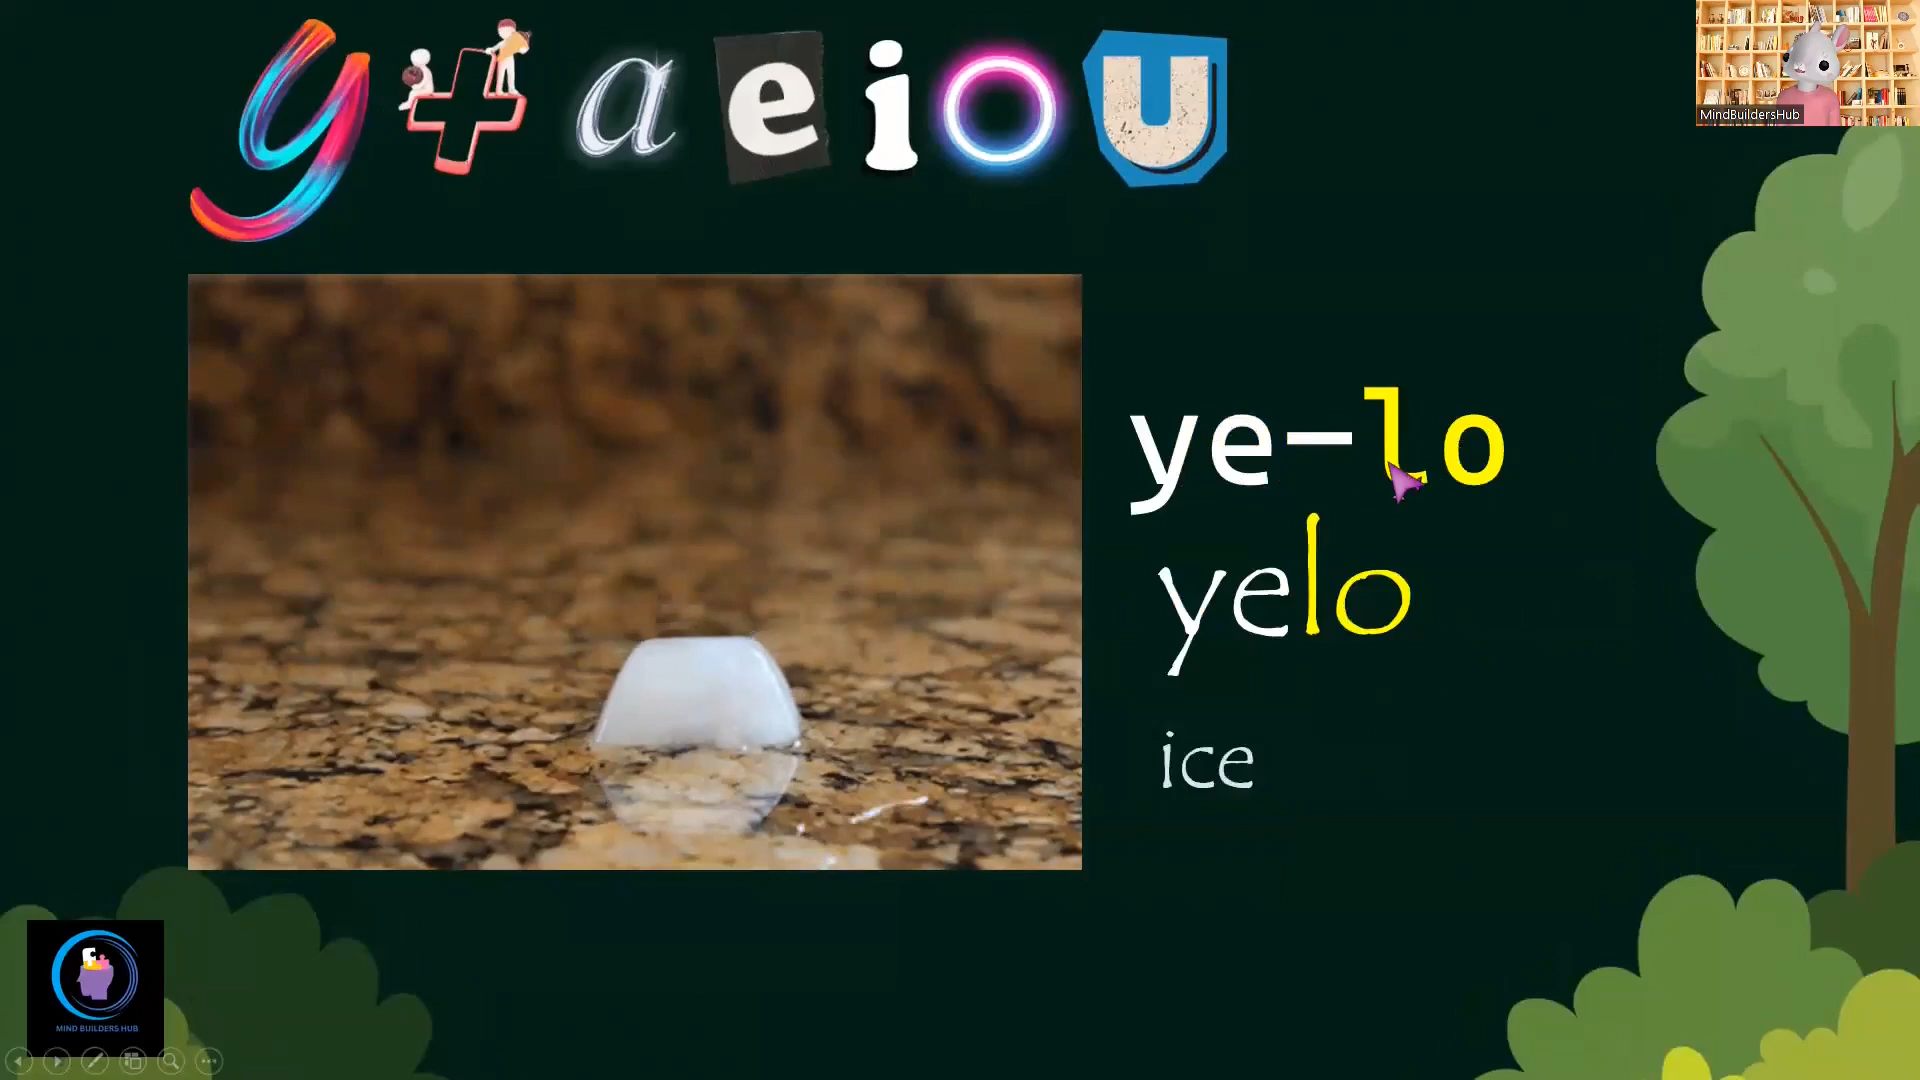 y+aeiou
MindBuildersHub
ye-lo
yelo
ice
MIND BUILDERS HUB